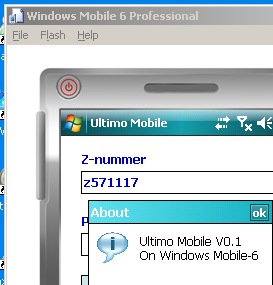 Windows Mobile 6 Professional
File Flash Help
Ultimo Mobile
Z-nummer
z571117
P
About ok
Ultimo Mobile V0.1
On Windows Mobile-6